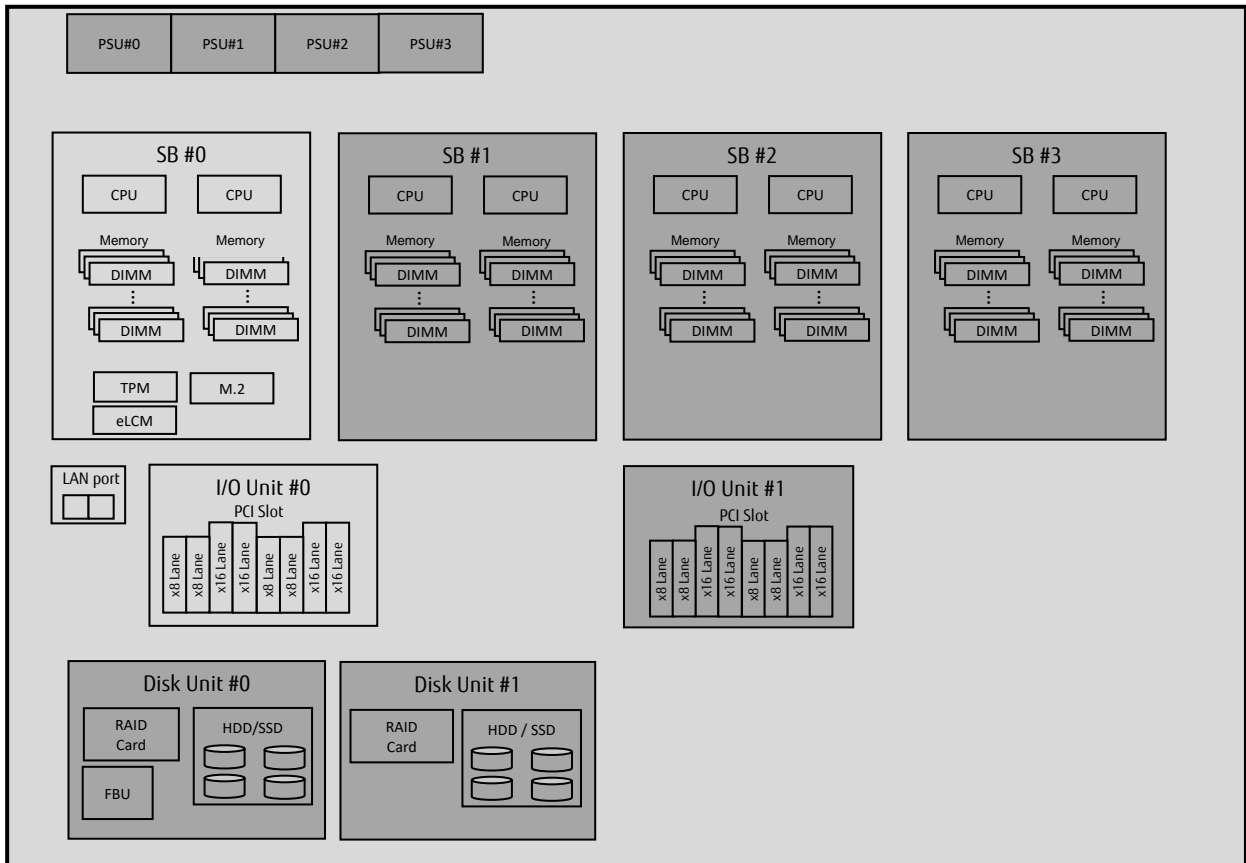 PSU#0 PSU#1 PSU#2 PSU#3
SB #0
CPU CPU
Memory Memory
DIMM DIMM
DIMM DIMM
TPM M.2
eLCM
SB #1
CPU CPU
Memory Memory
DIMM DIMM
DIMM DIMM
SB #2
CPU CPU
Memory Memory
DIMM DIMM
DIMM DIMM
SB #3
CPU CPU
Memory Memory
DIMM DIMM
DIMM DIMM
LAN port
I/O Unit #0
PCI Slot
x8 Lane
x8 Lane
x16 Lane
x16 Lane
x8 Lane
x8 Lane
x16 Lane
x16 Lane
I/O Unit #1
PCI Slot
x8 Lane
x8 Lane
x16 Lane
x16 Lane
x8 Lane
x8 Lane
x16 Lane
x16 Lane
Disk Unit #0
RAID
Card
HDD/SSD
FBU
Disk Unit #1
RAID
Card
HDD / SSD